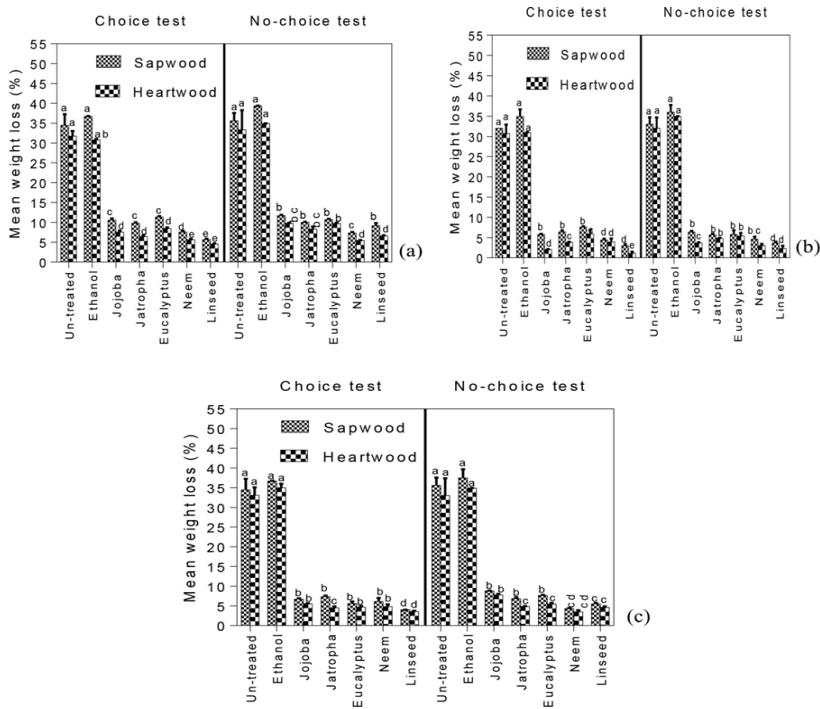 Choice test No-choice test
55
50
45
40
35
30
25
20
15
10
5
0
Mean weight loss (%)
Sapwood
Heartwood
a a a a b c d c d c d d e e e
a a a a b b c b b c b b c d b d
Un-treated
Ethanol
Jojoba
Jatropha
Eucalyptus
Neem
Linseed
Un-treated
Ethanol
Jojoba
Jatropha
Eucalyptus
Neem
Linseed
(a)
Choice test No-choice test
55
50
45
40
35
30
25
20
15
10
5
0
Mean weight loss (%)
Sapwood
Heartwood
Un-treated
Ethanol
Jojoba
Jatropha
Eucalyptus
Neem
Linseed
Un-treated
Ethanol
Jojoba
Jatropha
Eucalyptus
Neem
Linseed
(b)
Choice test No-choice test
55
50
45
40
35
30
25
20
15
10
5
0
Mean weight loss (%)
Sapwood
Heartwood
a a a a b b b c b b b b d d
a a a a b b b c b c c d c d c c
Un-treated
Ethanol
Jojoba
Jatropha
Eucalyptus
Neem
Linseed
Un-treated
Ethanol
Jojoba
Jatropha
Eucalyptus
Neem
Linseed
(c)